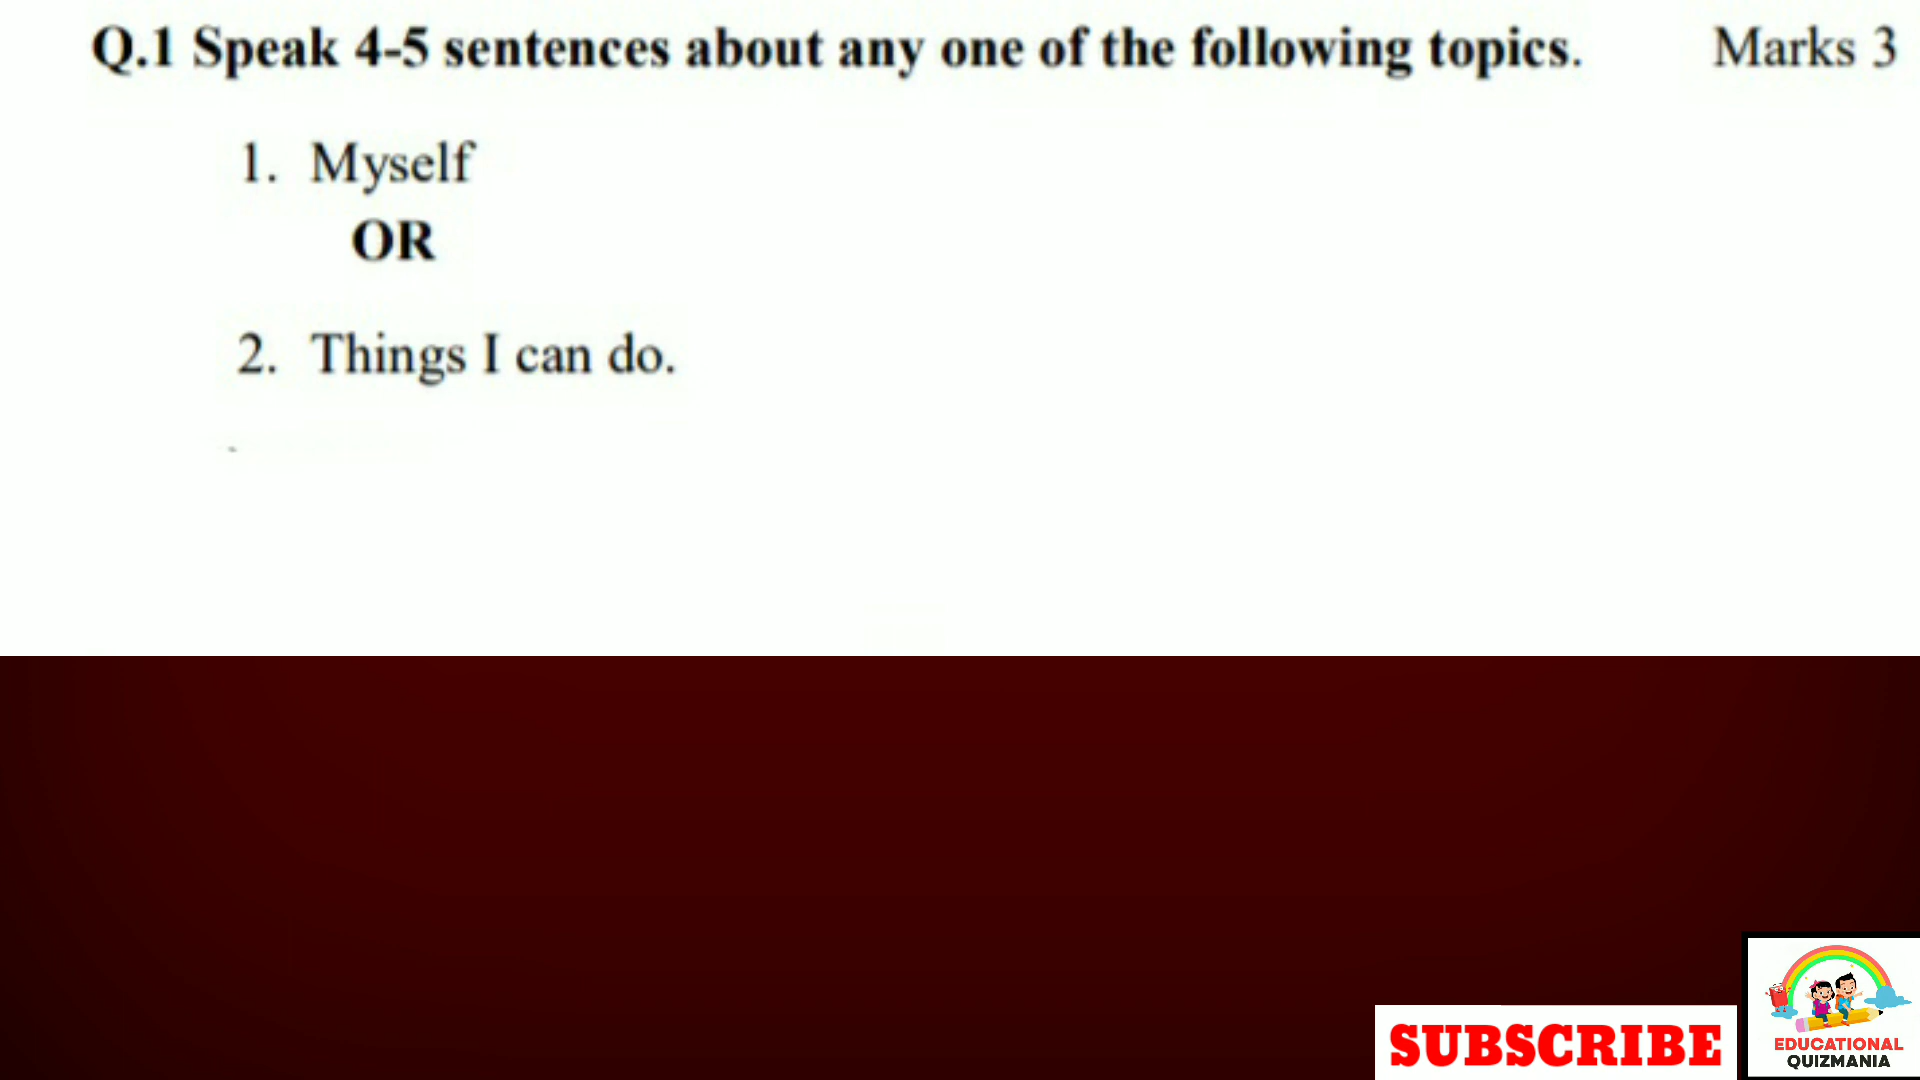 Q.1 Speak 4-5 sentences about any one of the following topics. Marks 3
1. Myself
OR
2. Things I can do.
SUBSCRIBE
EDUCATIONAL
QUIZMANIA